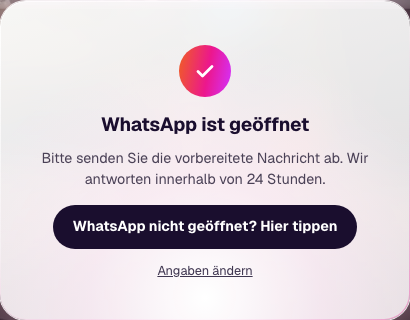 WhatsApp ist geöffnet
Bitte senden Sie die vorbereitete Nachricht ab. Wir
antworten innerhalb von 24 Stunden.
WhatsApp nicht geöffnet? Hier tippen
Angaben ändern